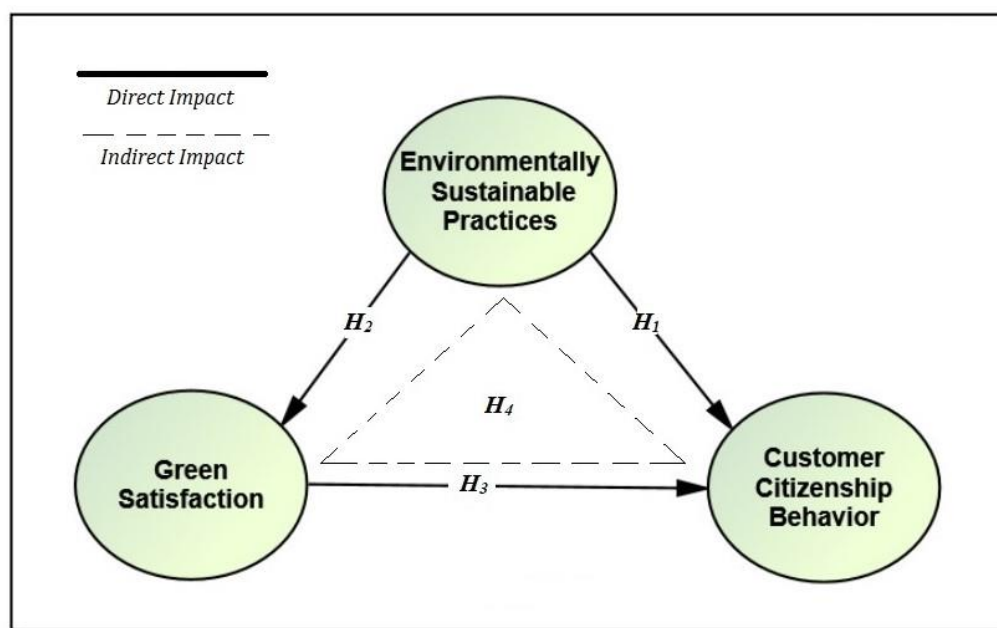 Direct Impact
Indirect Impact
Environmentally
Sustainable
Practices
H₂
H₁
H₄
Green
Satisfaction
H₃
Customer
Citizenship
Behavior